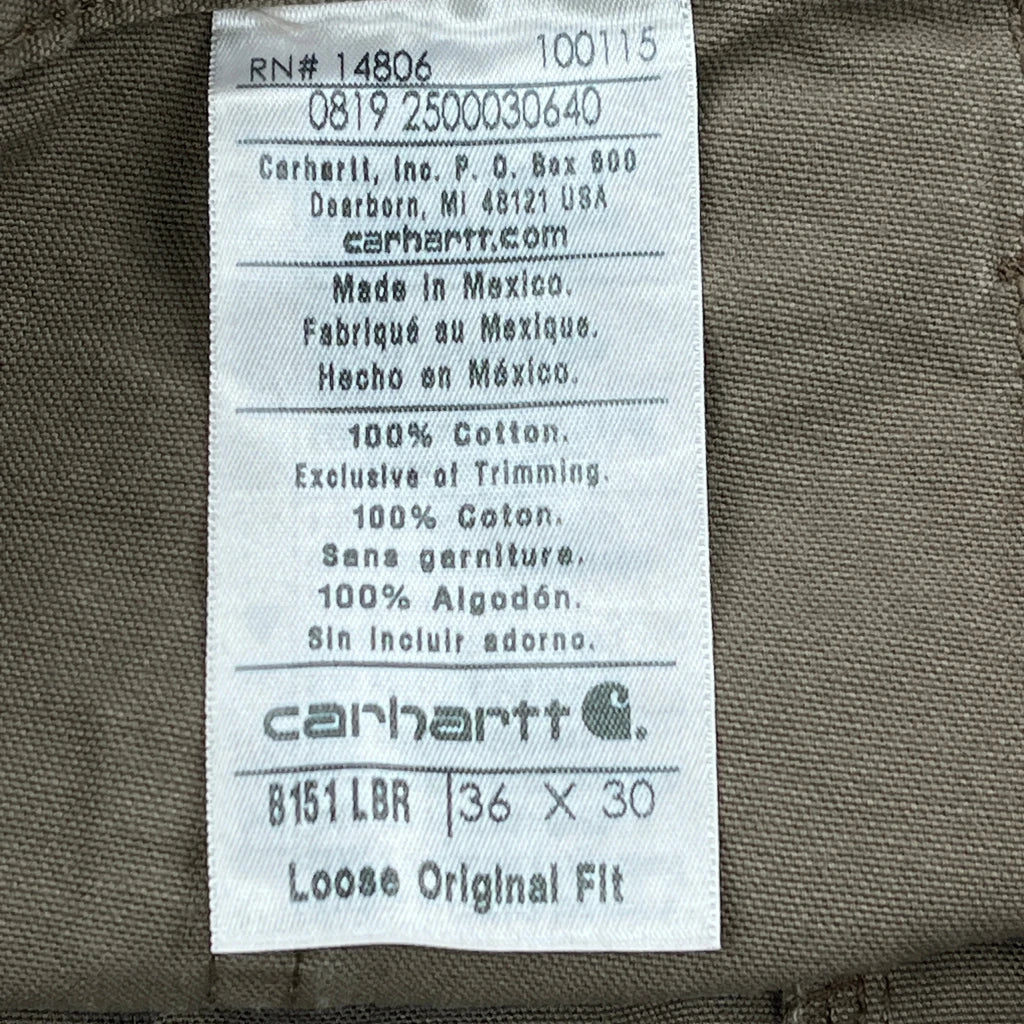 RN# 14806 100115
0819 2500030640
Carhartt, Inc. P. O. Box 600
Dearborn, MI 48121 USA
carhartt.com
Made in Mexico.
Fabriqué au Mexique.
Hecho en México.
100% Cotton.
Exclusive of Trimming.
100% Coton.
Sans garniture.
100% Algodón.
Sin incluir adorno.
carhartt
B151 LBR | 36 X 30
Loose Original Fit